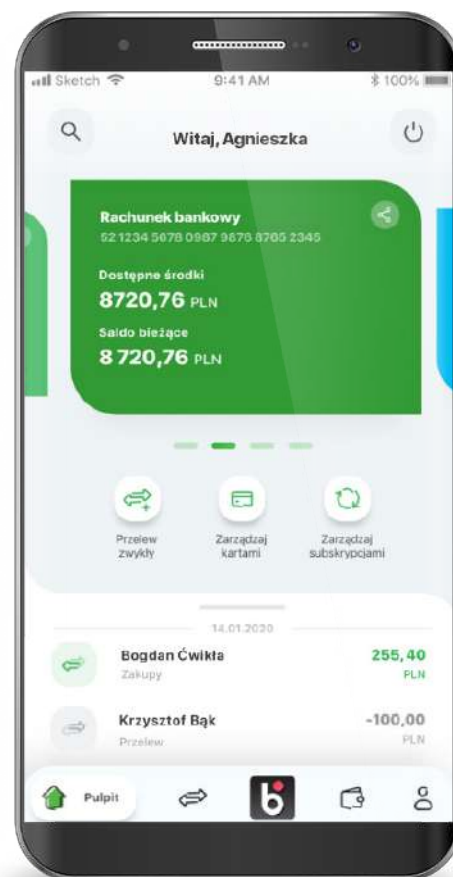 Sketch 9:41 AM 100%
Witaj, Agnieszka
Rachunek bankowy
52 1234 5678 0987 9876 8765 2345
Dostępne środki
8720,76 PLN
Saldo bieżące
8 720,76 PLN
Przelew Zarządzaj Zarządzaj
zwykły kartami subskrypcjami
14.01.2020
Bogdan Ćwikła 255,40
Zakupy PLN
Krzysztof Bąk -100,00
Przelew PLN
Pulpit b